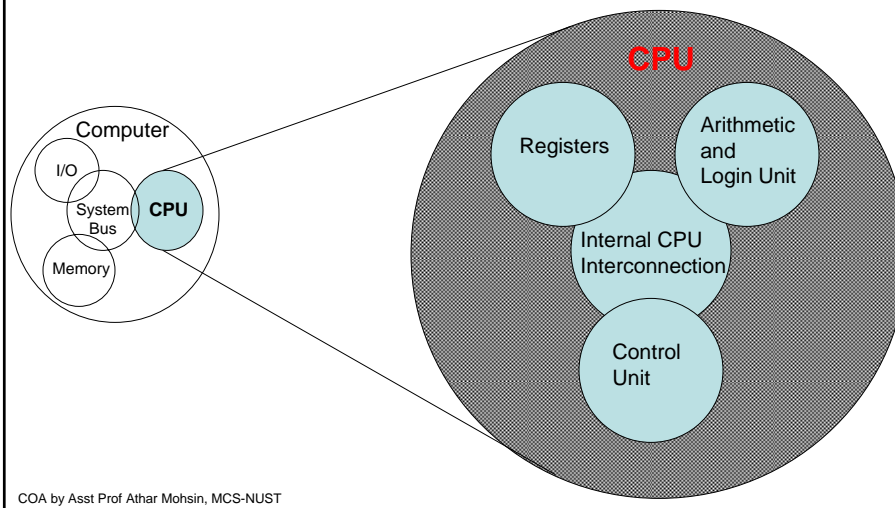 Computer
I/O
System
Bus
CPU
Memory
CPU
Registers
Arithmetic
and
Login Unit
Internal CPU
Interconnection
Control
Unit
COA by Asst Prof Athar Mohsin, MCS-NUST